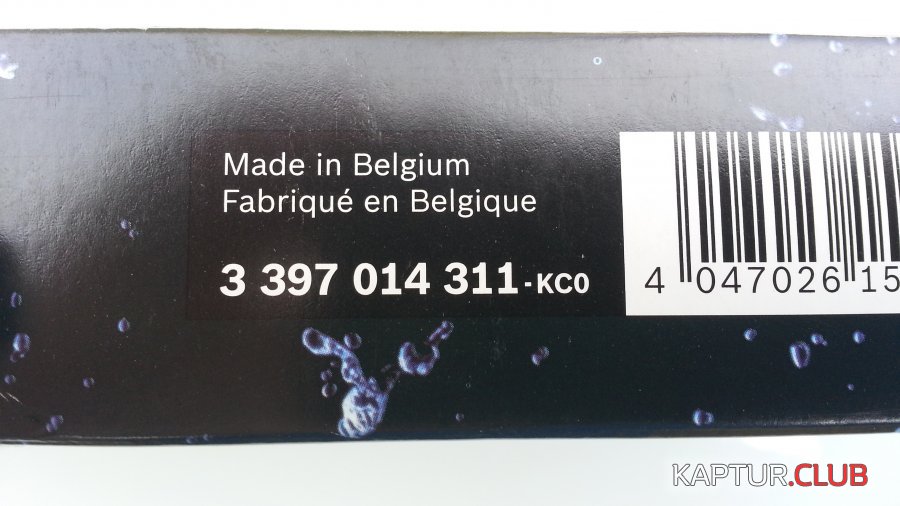 Made in Belgium
Fabriqué en Belgique
3 397 014 311-KC0
4 047026 15
KAPTUR.CLUB